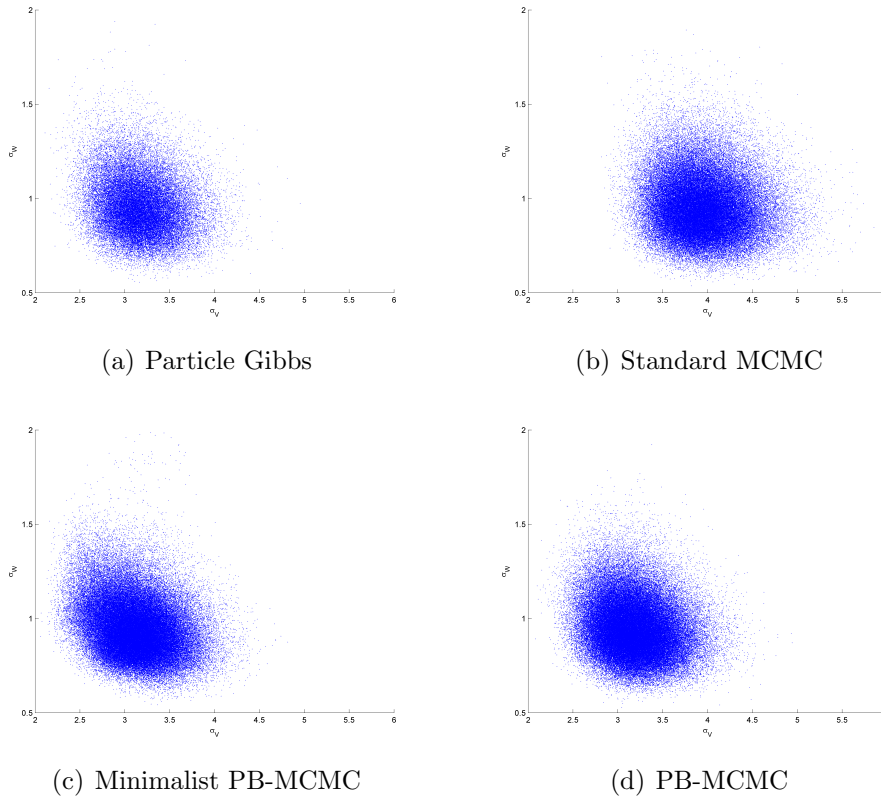 2
1.5
σW
1
0.5
2 2.5 3 3.5 4 4.5 5 5.5 6
σV
(a) Particle Gibbs
2
1.5
σW
1
0.5
2 2.5 3 3.5 4 4.5 5 5.5
σV
(b) Standard MCMC
2
1.5
σW
1
0.5
2 2.5 3 3.5 4 4.5 5 5.5 6
σV
(c) Minimalist PB-MCMC
2
1.5
σW
1
0.5
2 2.5 3 3.5 4 4.5 5 5.5
σV
(d) PB-MCMC